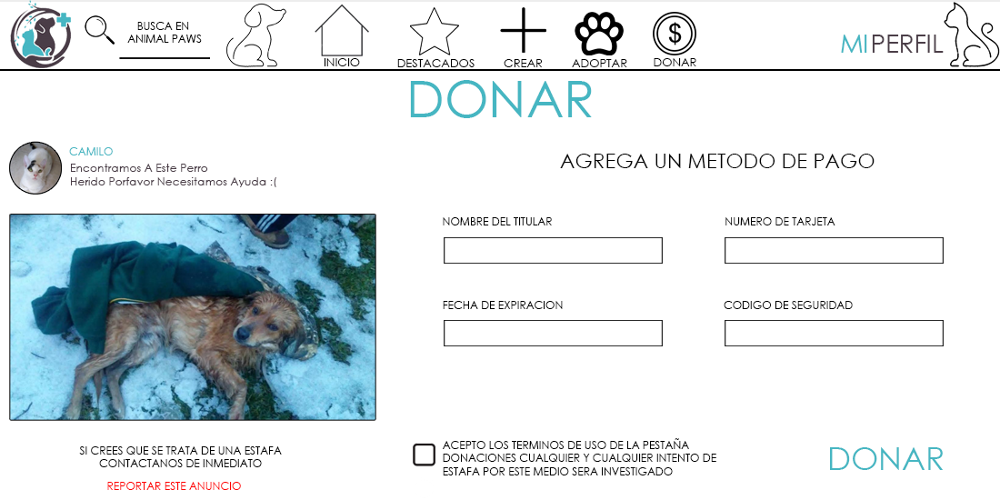 BUSCA EN
ANIMAL PAWS
INICIO
DESTACADOS
CREAR
ADOPTAR
$
DONAR
MIPERFIL
DONAR
CAMILO
Encontramos A Este Perro
Herido Porfavor Necesitamos Ayuda :(
SI CREES QUE SE TRATA DE UNA ESTAFA
CONTACTANOS DE INMEDIATO
REPORTAR ESTE ANUNCIO
AGREGA UN METODO DE PAGO
NOMBRE DEL TITULAR
NUMERO DE TARJETA
FECHA DE EXPIRACION
CODIGO DE SEGURIDAD
ACEPTO LOS TERMINOS DE USO DE LA PESTAÑA
DONACIONES CUALQUIER Y CUALQUIER INTENTO DE
ESTAFA POR ESTE MEDIO SERA INVESTIGADO
DONAR